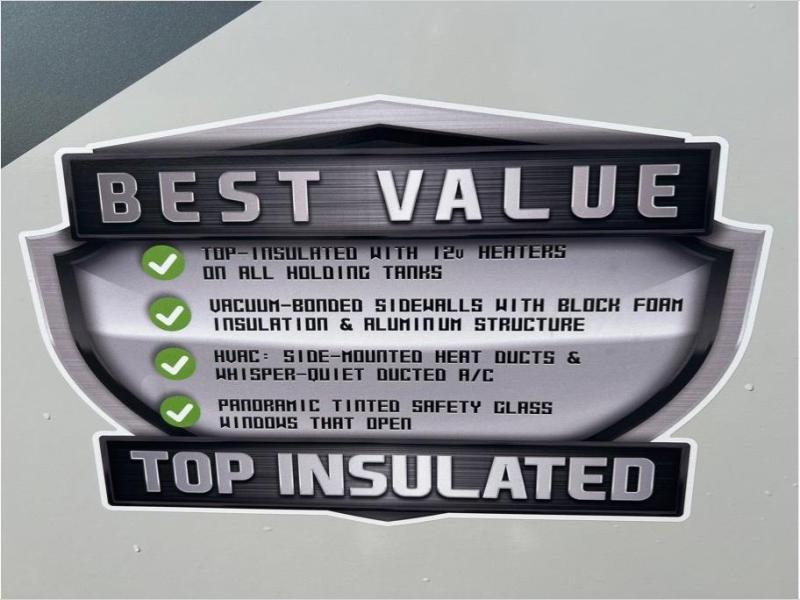 BEST VALUE
TOP-INSULATED WITH 12v HEATERS
ON ALL HOLDING TANKS
VACUUM-BONDED SIDEWALLS WITH BLOCK FOAM
INSULATION & ALUMINUM STRUCTURE
HVAC: SIDE-MOUNTED HEAT DUCTS &
WHISPER-QUIET DUCTED A/C
PANORAMIC TINTED SAFETY GLASS
WINDOWS THAT OPEN
TOP INSULATED